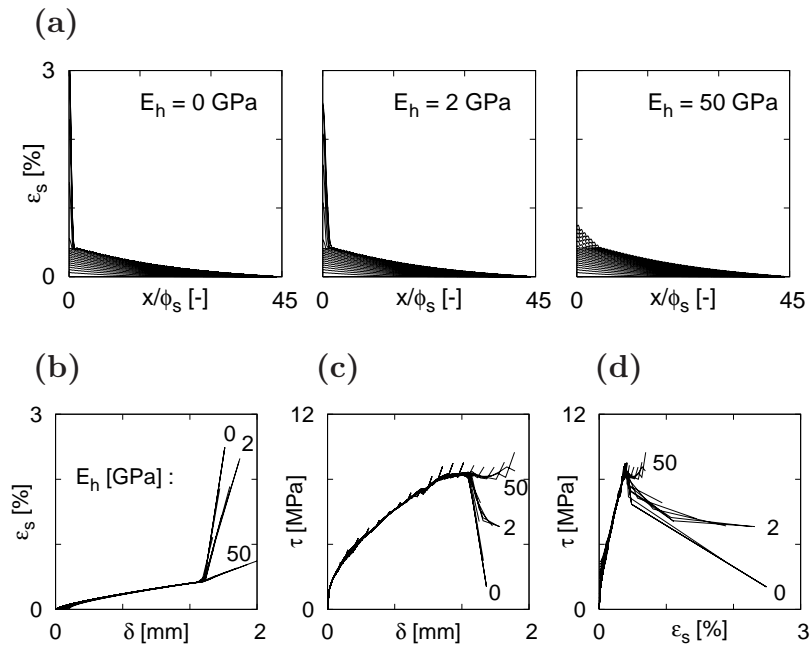 (a)
3
ε_s [%]
0
E_h = 0 GPa
E_h = 2 GPa
E_h = 50 GPa
0 x/ϕ_s [-] 45
0 x/ϕ_s [-] 45
0 x/ϕ_s [-] 45
(b)
3
ε_s [%]
0
E_h [GPa] :
0
2
50
0 δ [mm] 2
(c)
12
τ [MPa]
0
50
2
0
0 δ [mm] 2
(d)
12
τ [MPa]
0
50
2
0
0 ε_s [%] 3